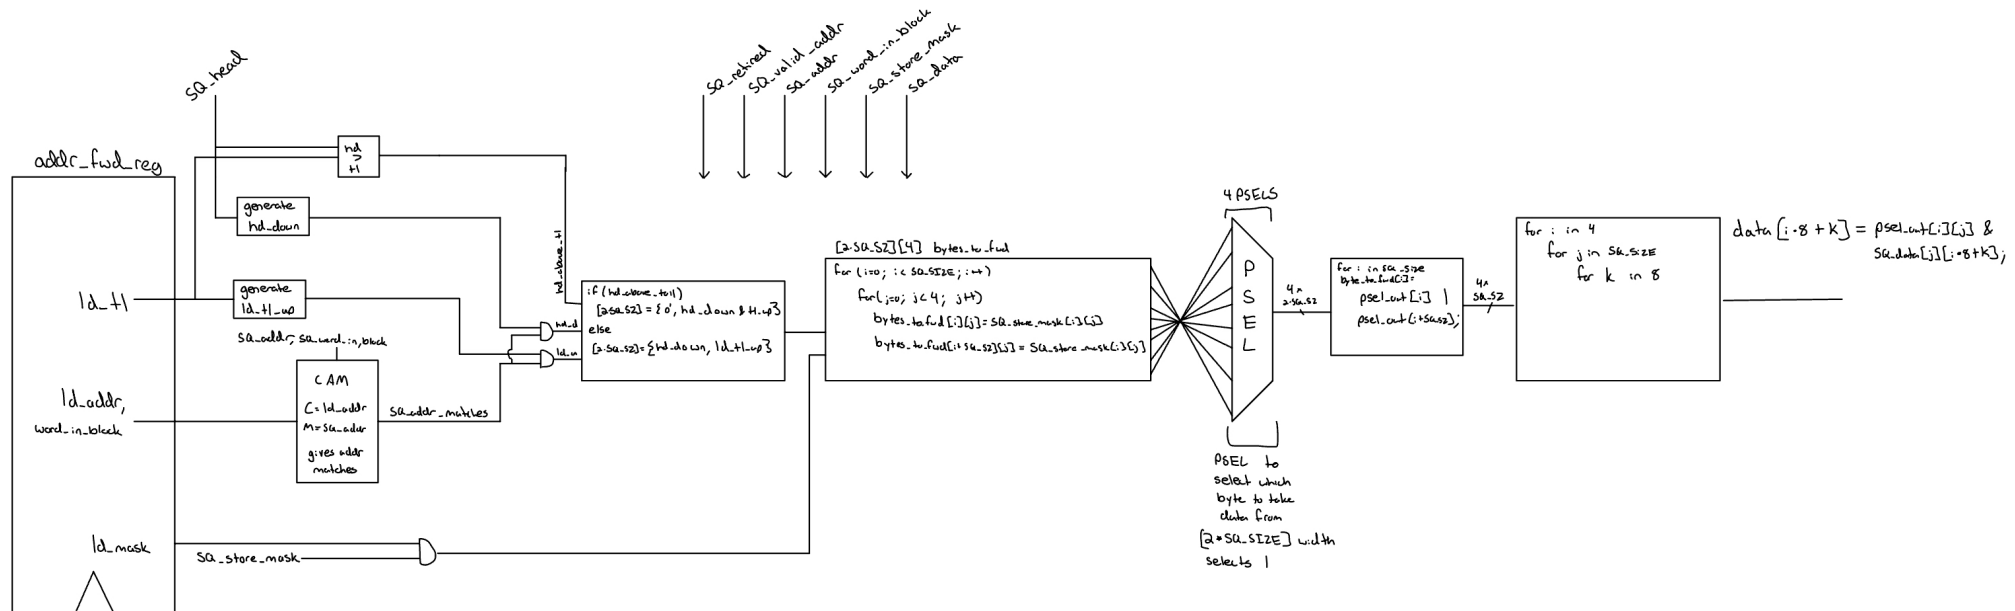 SQ_head
SQ_retired
SQ_valid_addr
SQ_addr
SQ_word_in_block
SQ_store_mask
SQ_data
addr_fwd_reg
hd
>
tl
generate
hd_down
hd_above_tl
ld_tl
generate
ld_tl_up
SQ_addr, SQ_word_in_block
CAM
C=ld_addr
M=SQ_addr
gives addr
matches
ld_addr,
word_in_block
SQ_addr_matches
hd_d
ld_u
if (hd_above_tail)
[2·SQ_SZ] = {0', hd_down & tl_up}
else
[2·SQ_SZ] = {hd_down, ld_tl_up}
ld_mask
SQ_store_mask
[2·SQ_SZ][4] bytes_to_fwd
for (i=0; i < SQ_SIZE; i++)
for(j=0; j<4; j++)
bytes_to_fwd[i][j] = SQ_store_mask[i][j]
bytes_to_fwd[i+SQ_SZ][j] = SQ_store_mask[i][j]
4 PSELS
PSEL
PSEL to
select which
byte to take
data from
[2*SQ_SIZE] width
selects 1
4x
2·SQ_SZ
for i in SQ_size
byte_to_fwd[i]=
psel_out[i] |
psel_out(i+SQSZ];
4x
SQ_SZ
for i in 4
for j in SQ_SIZE
for k in 8
data [i·8 + k] = psel_out[i][j] &
SQ_data[j][i·8+k];